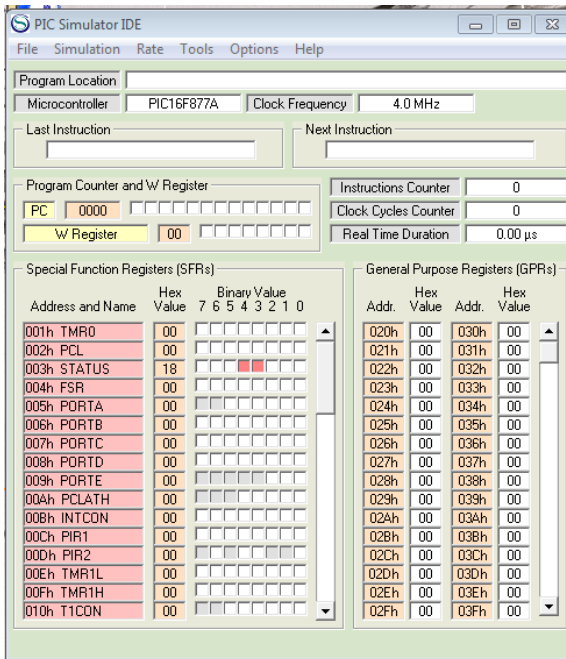 PIC Simulator IDE
File Simulation Rate Tools Options Help
Program Location
Microcontroller PIC16F877A Clock Frequency 4.0 MHz
Last Instruction Next Instruction
Program Counter and W Register Instructions Counter 0
PC 0000 Clock Cycles Counter 0
W Register 00 Real Time Duration 0.00 µs
Special Function Registers (SFRs) General Purpose Registers (GPRs)
Hex Binary Value Hex Hex
Address and Name Value 7 6 5 4 3 2 1 0 Addr. Value Addr. Value
001h TMR0 00 020h 00 030h 00
002h PCL 00 021h 00 031h 00
003h STATUS 18 022h 00 032h 00
004h FSR 00 023h 00 033h 00
005h PORTA 00 024h 00 034h 00
006h PORTB 00 025h 00 035h 00
007h PORTC 00 026h 00 036h 00
008h PORTD 00 027h 00 037h 00
009h PORTE 00 028h 00 038h 00
00Ah PCLATH 00 029h 00 039h 00
00Bh INTCON 00 02Ah 00 03Ah 00
00Ch PIR1 00 02Bh 00 03Bh 00
00Dh PIR2 00 02Ch 00 03Ch 00
00Eh TMR1L 00 02Dh 00 03Dh 00
00Fh TMR1H 00 02Eh 00 03Eh 00
010h T1CON 00 02Fh 00 03Fh 00